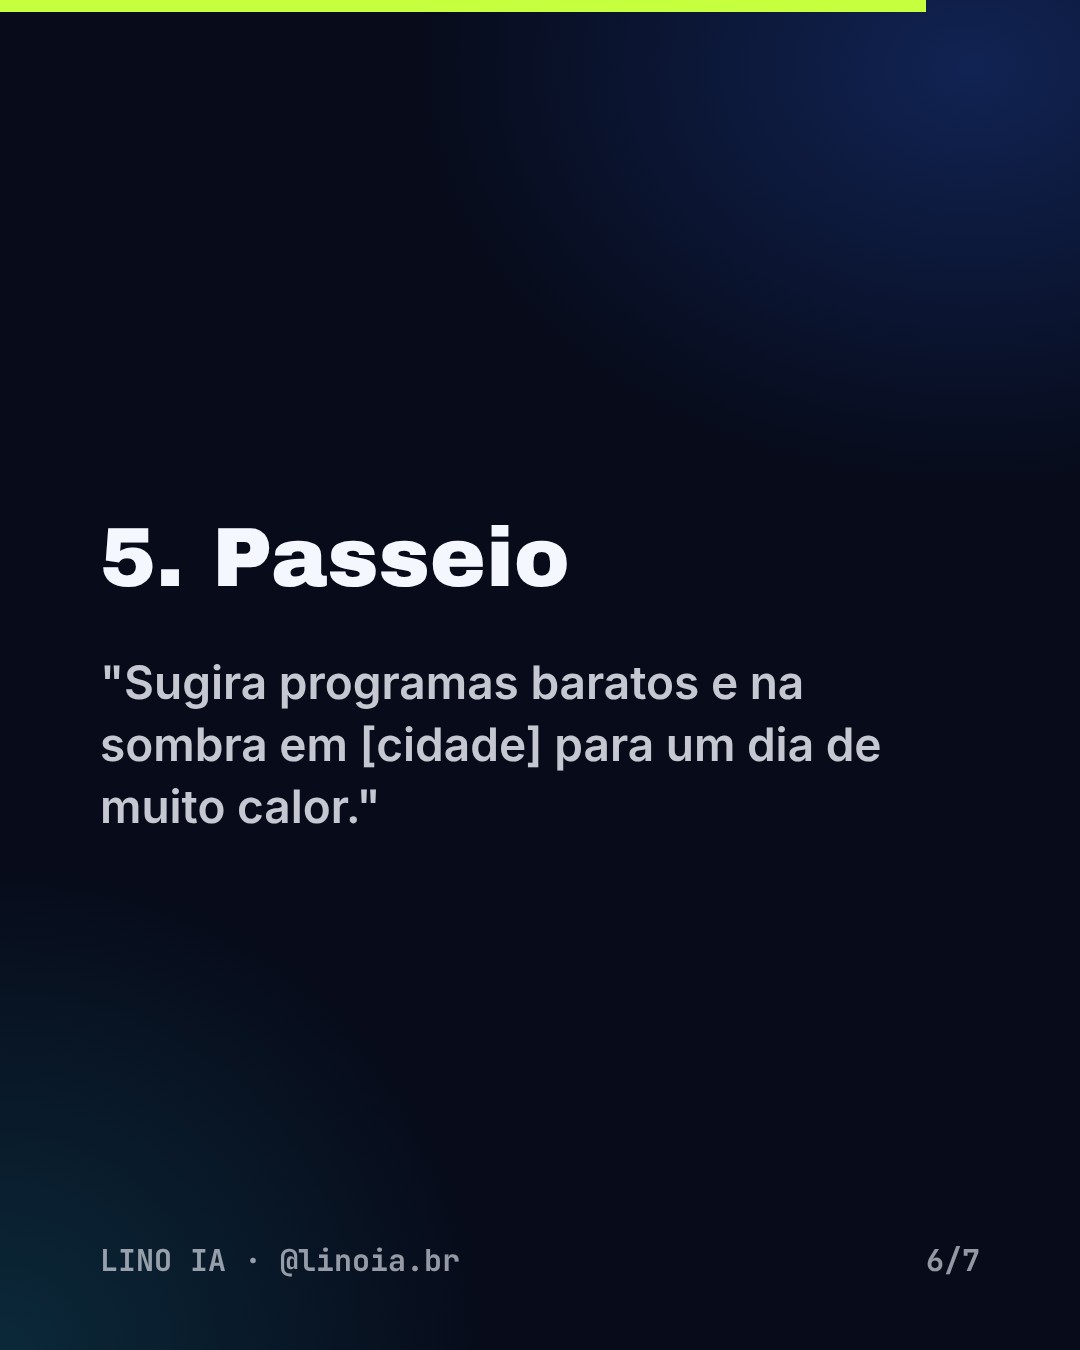 5. Passeio
"Sugira programas baratos e na
sombra em [cidade] para um dia de
muito calor."
LINO IA · @linoia.br
6/7